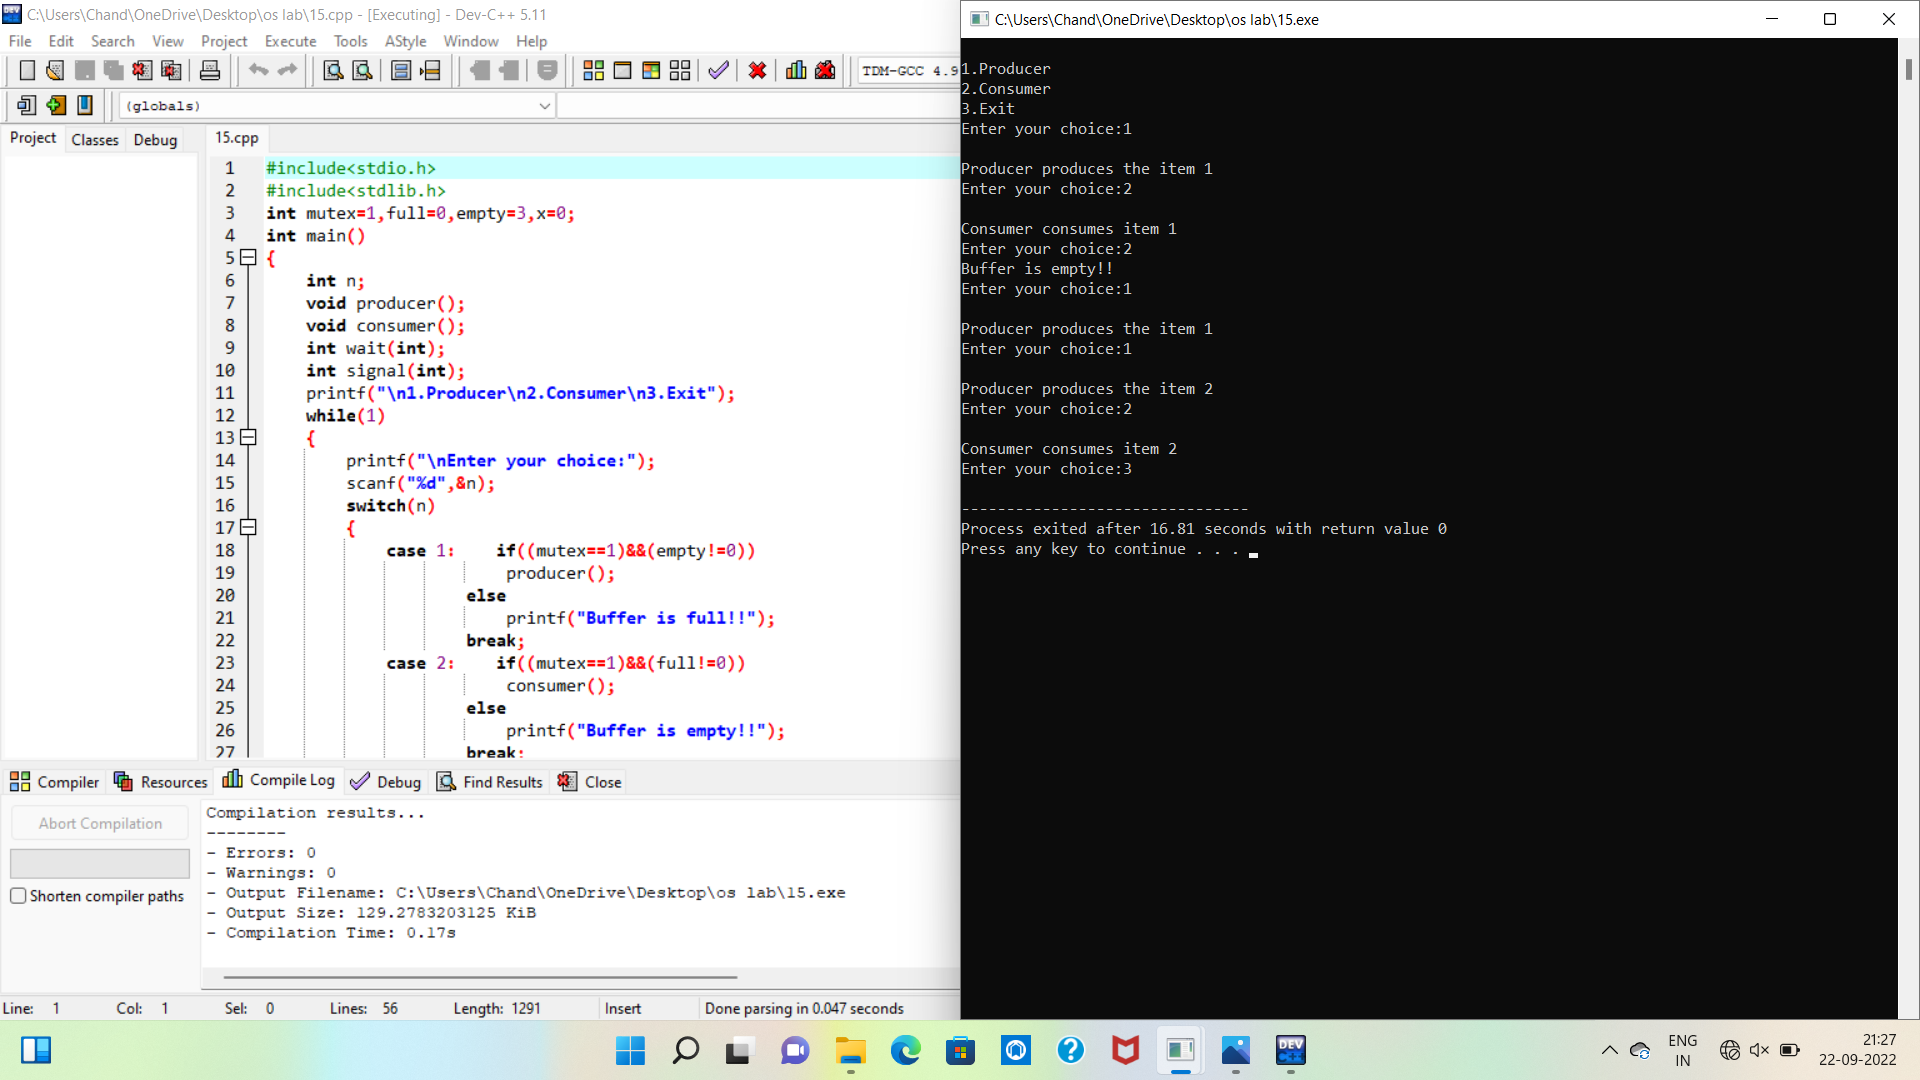 C:\Users\Chand\OneDrive\Desktop\os lab\15.cpp - [Executing] - Dev-C++ 5.11
File Edit Search View Project Execute Tools AStyle Window Help
TDM-GCC 4.9
(globals)
Project Classes Debug
15.cpp
1 #include<stdio.h>
2 #include<stdlib.h>
3 int mutex=1,full=0,empty=3,x=0;
4 int main()
5 {
6 int n;
7 void producer();
8 void consumer();
9 int wait(int);
10 int signal(int);
11 printf("\n1.Producer\n2.Consumer\n3.Exit");
12 while(1)
13 {
14 printf("\nEnter your choice:");
15 scanf("%d",&n);
16 switch(n)
17 {
18 case 1: if((mutex==1)&&(empty!=0))
19 producer();
20 else
21 printf("Buffer is full!!");
22 break;
23 case 2: if((mutex==1)&&(full!=0))
24 consumer();
25 else
26 printf("Buffer is empty!!");
27 break;
Compiler Resources Compile Log Debug Find Results Close
Abort Compilation
Shorten compiler paths
Compilation results...
--------
- Errors: 0
- Warnings: 0
- Output Filename: C:\Users\Chand\OneDrive\Desktop\os lab\15.exe
- Output Size: 129.2783203125 KiB
- Compilation Time: 0.17s
Line: 1 Col: 1 Sel: 0 Lines: 56 Length: 1291 Insert Done parsing in 0.047 seconds
C:\Users\Chand\OneDrive\Desktop\os lab\15.exe
1.Producer
2.Consumer
3.Exit
Enter your choice:1
Producer produces the item 1
Enter your choice:2
Consumer consumes item 1
Enter your choice:2
Buffer is empty!!
Enter your choice:1
Producer produces the item 1
Enter your choice:1
Producer produces the item 2
Enter your choice:2
Consumer consumes item 2
Enter your choice:3
--------------------------------
Process exited after 16.81 seconds with return value 0
Press any key to continue . . .
DEV C++
ENG
IN
21:27
22-09-2022